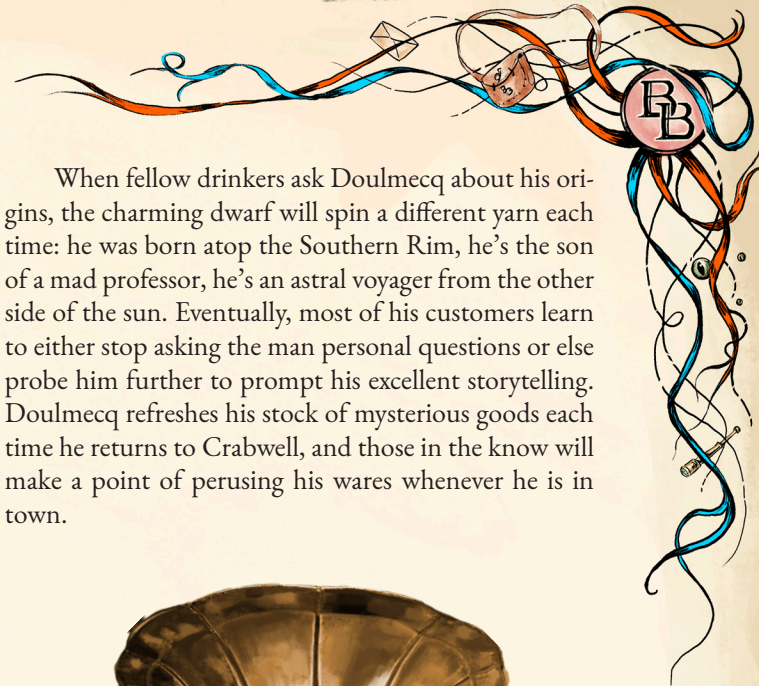 BB
When fellow drinkers ask Doulmecq about his ori-
gins, the charming dwarf will spin a different yarn each
time: he was born atop the Southern Rim, he’s the son
of a mad professor, he’s an astral voyager from the other
side of the sun. Eventually, most of his customers learn
to either stop asking the man personal questions or else
probe him further to prompt his excellent storytelling.
Doulmecq refreshes his stock of mysterious goods each
time he returns to Crabwell, and those in the know will
make a point of perusing his wares whenever he is in
town.